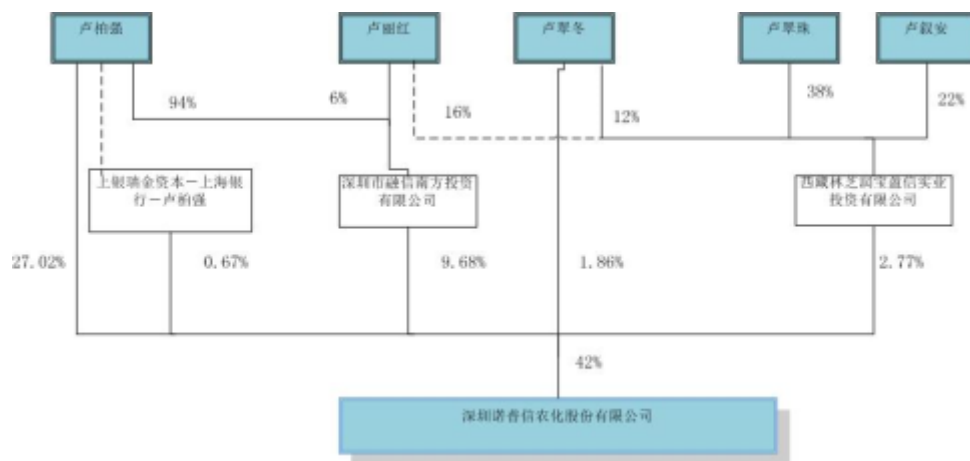 卢柏强
卢丽红
卢翠冬
卢翠珠
卢叙安
94%
6%
16%
12%
38%
22%
上银瑞金资本－上海银
行－卢柏强
深圳市融信南方投资
有限公司
西藏林芝润宝盈信实业
投资有限公司
27.02%
0.67%
9.68%
1.86%
2.77%
42%
深圳诺普信农化股份有限公司